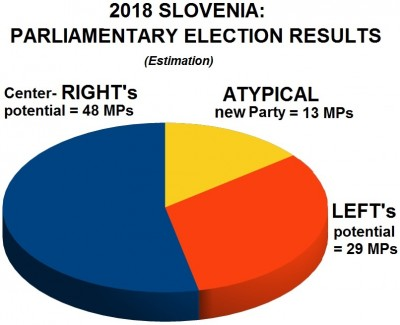 2018 SLOVENIA:
PARLIAMENTARY ELECTION RESULTS
(Estimation)
Center- RIGHT's
potential = 48 MPs
ATYPICAL
new Party = 13 MPs
LEFT's
potential
= 29 MPs